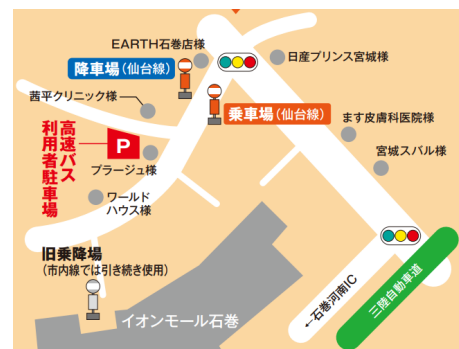 EARTH石巻店様
降車場(仙台線)
日産プリンス宮城様
茜平クリニック様
乗車場(仙台線)
ます皮膚科医院様
高速バス
利用者駐車場
P
宮城スバル様
プラージュ様
ワールド
ハウス様
旧乗降場
(市内線では引き続き使用)
イオンモール石巻
←石巻河南IC
三陸自動車道